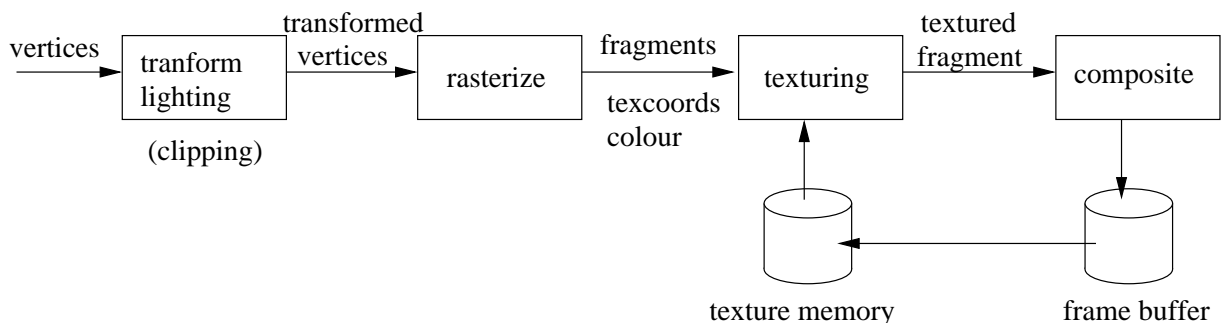 vertices
tranform
lighting
(clipping)
transformed
vertices
rasterize
fragments
texcoords
colour
texturing
textured
fragment
composite
texture memory
frame buffer